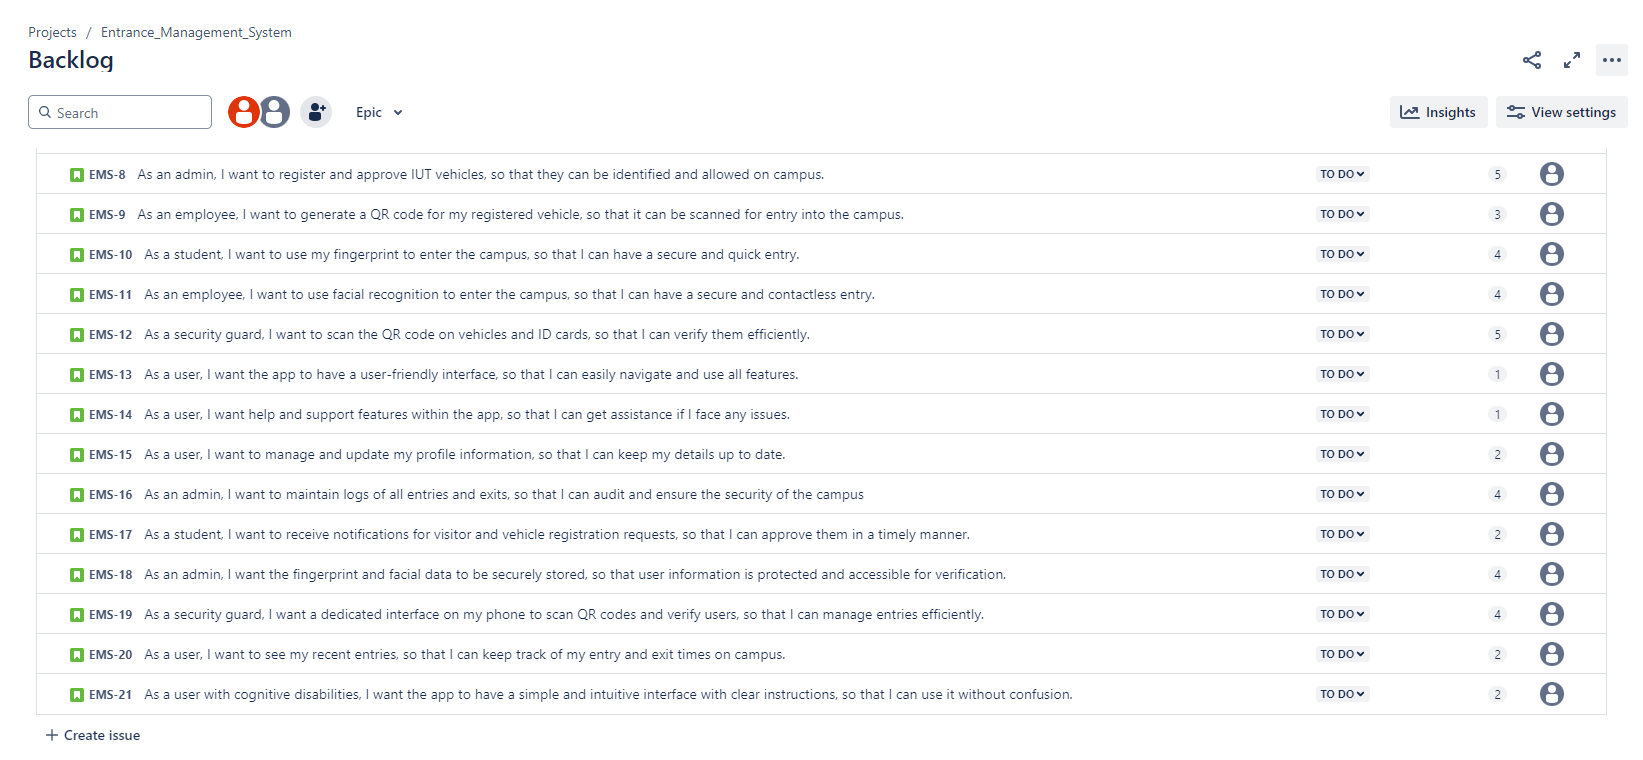 Projects / Entrance_Management_System
Backlog
Search
Epic
Insights
View settings
EMS-8 As an admin, I want to register and approve IUT vehicles, so that they can be identified and allowed on campus. TO DO 5
EMS-9 As an employee, I want to generate a QR code for my registered vehicle, so that it can be scanned for entry into the campus. TO DO 3
EMS-10 As a student, I want to use my fingerprint to enter the campus, so that I can have a secure and quick entry. TO DO 4
EMS-11 As an employee, I want to use facial recognition to enter the campus, so that I can have a secure and contactless entry. TO DO 4
EMS-12 As a security guard, I want to scan the QR code on vehicles and ID cards, so that I can verify them efficiently. TO DO 5
EMS-13 As a user, I want the app to have a user-friendly interface, so that I can easily navigate and use all features. TO DO 1
EMS-14 As a user, I want help and support features within the app, so that I can get assistance if I face any issues. TO DO 1
EMS-15 As a user, I want to manage and update my profile information, so that I can keep my details up to date. TO DO 2
EMS-16 As an admin, I want to maintain logs of all entries and exits, so that I can audit and ensure the security of the campus TO DO 4
EMS-17 As a student, I want to receive notifications for visitor and vehicle registration requests, so that I can approve them in a timely manner. TO DO 2
EMS-18 As an admin, I want the fingerprint and facial data to be securely stored, so that user information is protected and accessible for verification. TO DO 4
EMS-19 As a security guard, I want a dedicated interface on my phone to scan QR codes and verify users, so that I can manage entries efficiently. TO DO 4
EMS-20 As a user, I want to see my recent entries, so that I can keep track of my entry and exit times on campus. TO DO 2
EMS-21 As a user with cognitive disabilities, I want the app to have a simple and intuitive interface with clear instructions, so that I can use it without confusion. TO DO 2
+ Create issue